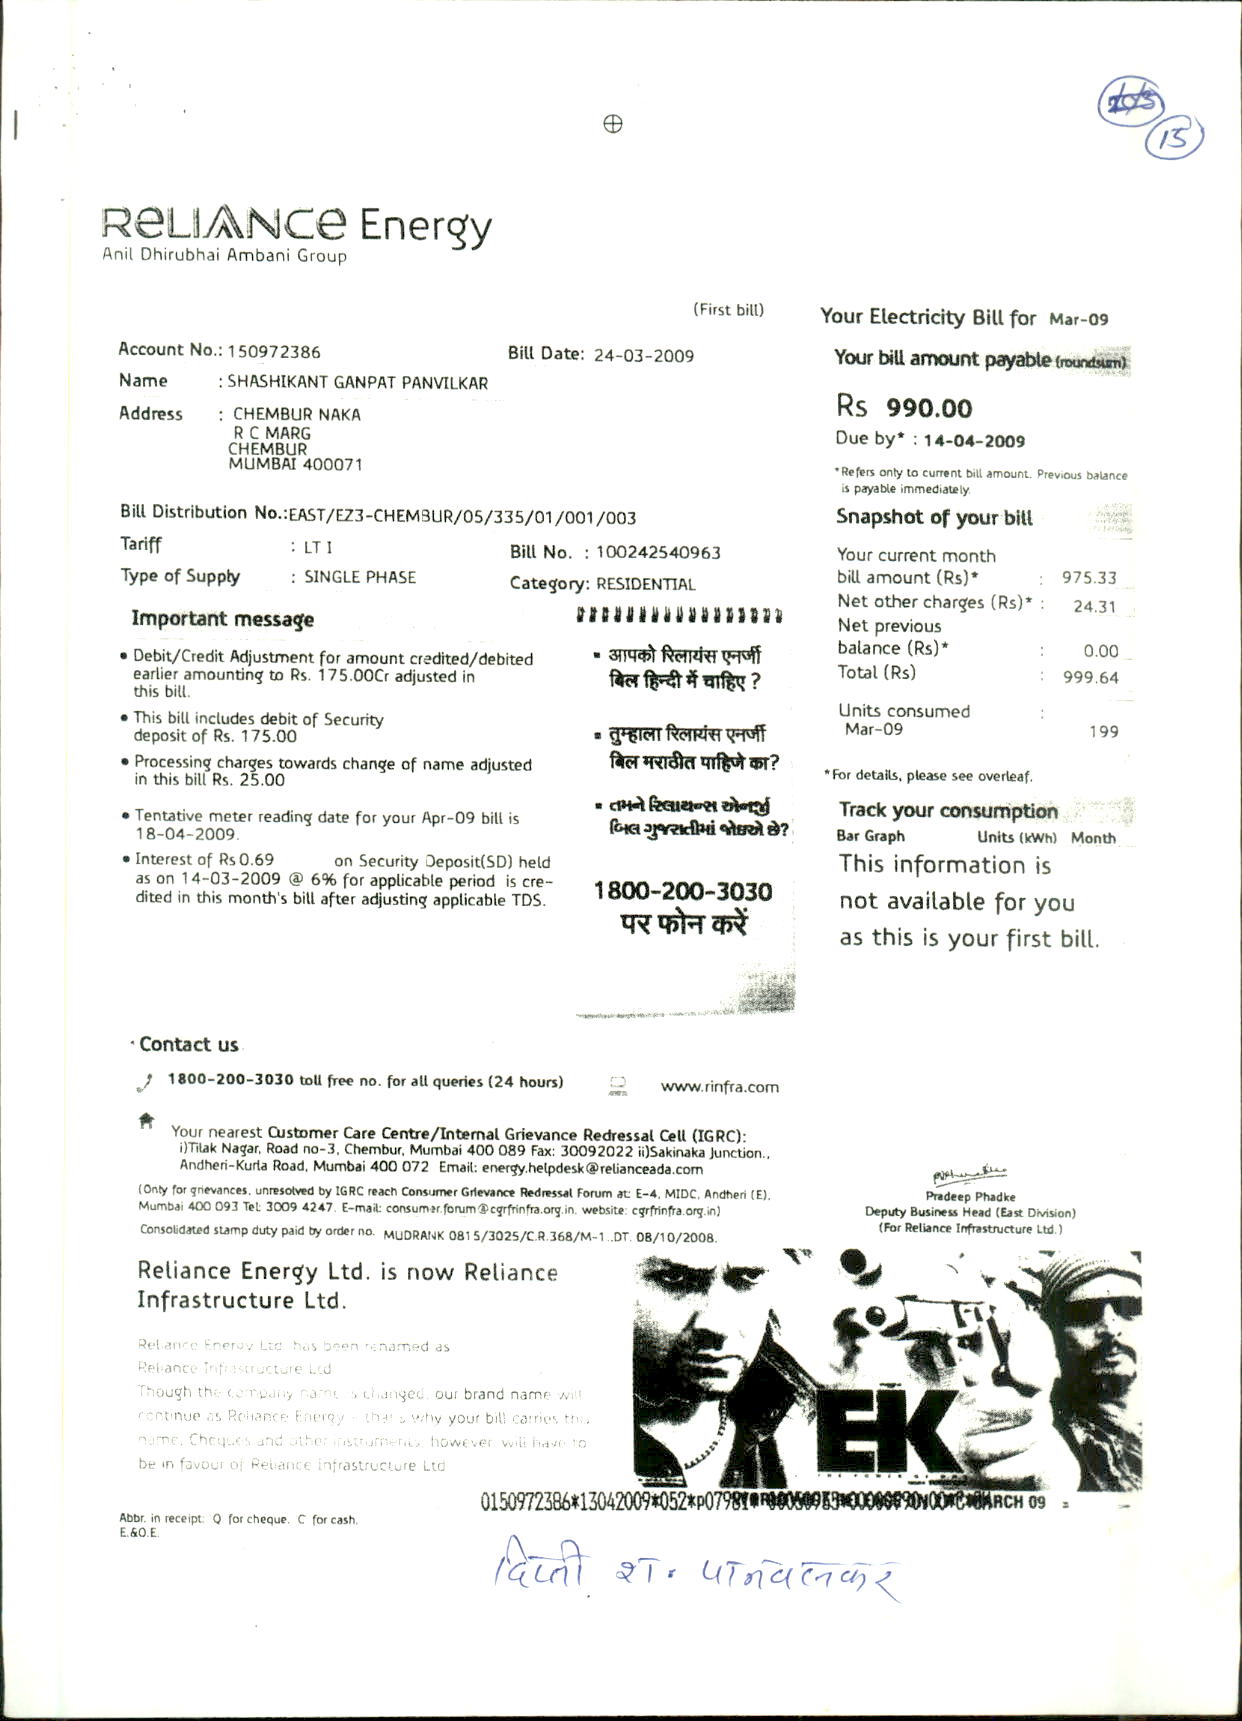 15
RELIANCE Energy
Anil Dhirubhai Ambani Group
(First bill)
Account No.: 150972386
Bill Date: 24-03-2009
Name : SHASHIKANT GANPAT PANVILKAR
Address : CHEMBUR NAKA
R C MARG
CHEMBUR
MUMBAI 400071
Bill Distribution No.:EAST/EZ3-CHEMBUR/05/335/01/001/003
Tariff : LT I
Bill No. : 100242540963
Type of Supply : SINGLE PHASE
Category: RESIDENTIAL
Your Electricity Bill for Mar-09
Your bill amount payable (roundsum)
Rs 990.00
Due by* : 14-04-2009
*Refers only to current bill amount. Previous balance
is payable immediately.
Snapshot of your bill
Your current month
bill amount (Rs)* : 975.33
Net other charges (Rs)* : 24.31
Net previous
balance (Rs)* : 0.00
Total (Rs) : 999.64
Units consumed :
Mar-09 199
*For details, please see overleaf.
Track your consumption
Bar Graph Units (kWh) Month
This information is
not available for you
as this is your first bill.
Important message
• Debit/Credit Adjustment for amount credited/debited
earlier amounting to Rs. 175.00Cr adjusted in
this bill.
• This bill includes debit of Security
deposit of Rs. 175.00
• Processing charges towards change of name adjusted
in this bill Rs. 25.00
• Tentative meter reading date for your Apr-09 bill is
18-04-2009.
• Interest of Rs 0.69 on Security Deposit(SD) held
as on 14-03-2009 @ 6% for applicable period is cre-
dited in this month's bill after adjusting applicable TDS.
▪ आपको रिलायंस एनर्जी
बिल हिन्दी में चाहिए ?
▪ तुम्हाला रिलायंस एनर्जी
बिल मराठीत पाहिजे का?
▪ તમને રિલાયન્સ એનર્જી
બિલ ગુજરાતીમાં જોઇએ છે?
1800-200-3030
पर फोन करें
Contact us
1800-200-3030 toll free no. for all queries (24 hours)
www.rinfra.com
Your nearest Customer Care Centre/Internal Grievance Redressal Cell (IGRC):
i)Tilak Nagar, Road no-3, Chembur, Mumbai 400 089 Fax: 30092022 ii)Sakinaka Junction.,
Andheri-Kurla Road, Mumbai 400 072 Email: energy.helpdesk@relianceada.com
(Only for grievances, unresolved by IGRC reach Consumer Grievance Redressal Forum at: E-4, MIDC, Andheri (E),
Mumbai 400 093 Tel: 3009 4247. E-mail: consumer.forum@cgrfrinfra.org.in. website: cgrfrinfra.org.in)
Consolidated stamp duty paid by order no. MUDRANK 0815/3025/C.R.368/M-1..DT. 08/10/2008.
Pradeep Phadke
Deputy Business Head (East Division)
(For Reliance Infrastructure Ltd.)
Reliance Energy Ltd. is now Reliance
Infrastructure Ltd.
Reliance Energy Ltd. has been renamed as
Reliance Infrastructure Ltd
Though the company name is changed, our brand name will
continue as Reliance Energy - that's why your bill carries this
name. Cheques and other instruments, however, will have to
be in favour of Reliance Infrastructure Ltd
EK
THE POWER OF
0150972386*13042009*052*p0798 MARCH 09
Abbr. in receipt: Q for cheque. C for cash.
E.&O.E.